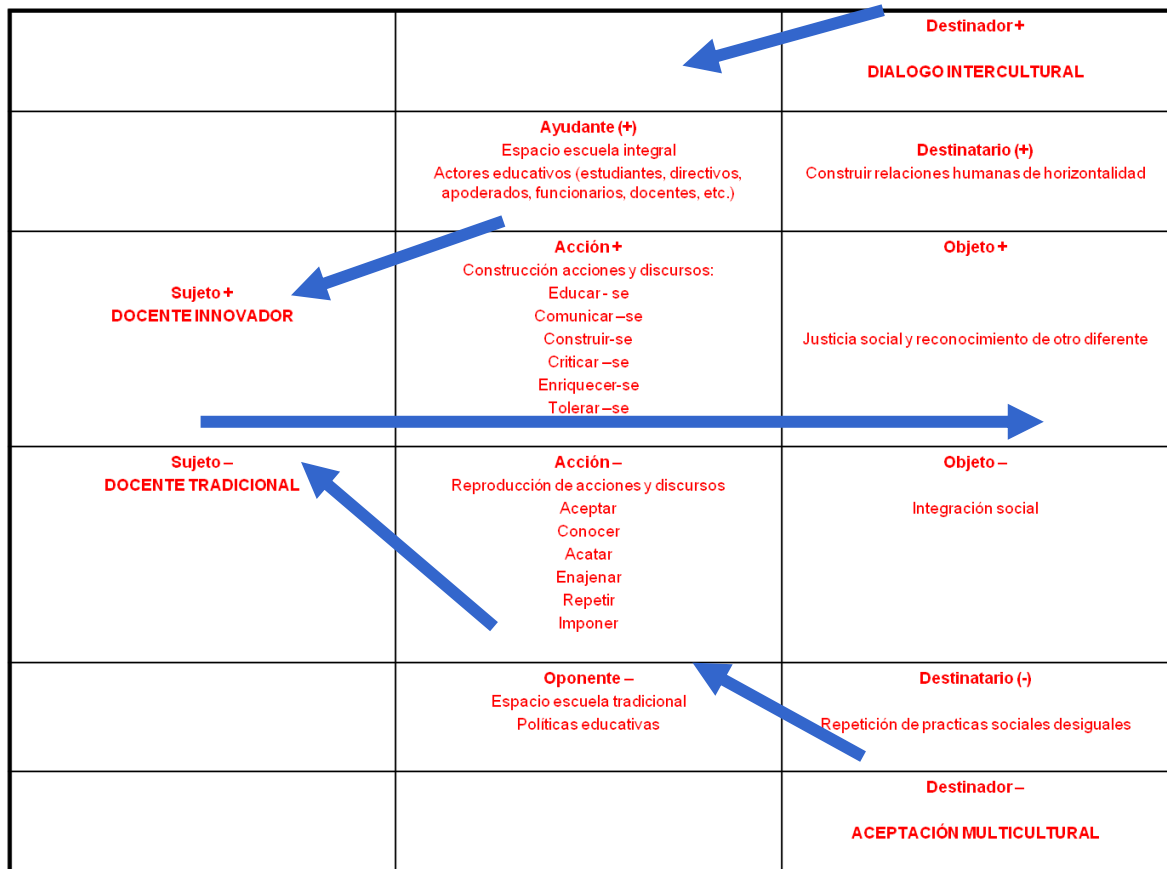 Destinador +
DIALOGO INTERCULTURAL
Ayudante (+)
Espacio escuela integral
Actores educativos (estudiantes, directivos,
apoderados, funcionarios, docentes, etc.)
Destinatario (+)
Construir relaciones humanas de horizontalidad
Sujeto +
DOCENTE INNOVADOR
Acción +
Construcción acciones y discursos:
Educar - se
Comunicar –se
Construir-se
Criticar –se
Enriquecer-se
Tolerar –se
Objeto +
Justicia social y reconocimiento de otro diferente
Sujeto –
DOCENTE TRADICIONAL
Acción –
Reproducción de acciones y discursos
Aceptar
Conocer
Acatar
Enajenar
Repetir
Imponer
Objeto –
Integración social
Oponente –
Espacio escuela tradicional
Políticas educativas
Destinatario (-)
Repetición de practicas sociales desiguales
Destinador –
ACEPTACIÓN MULTICULTURAL